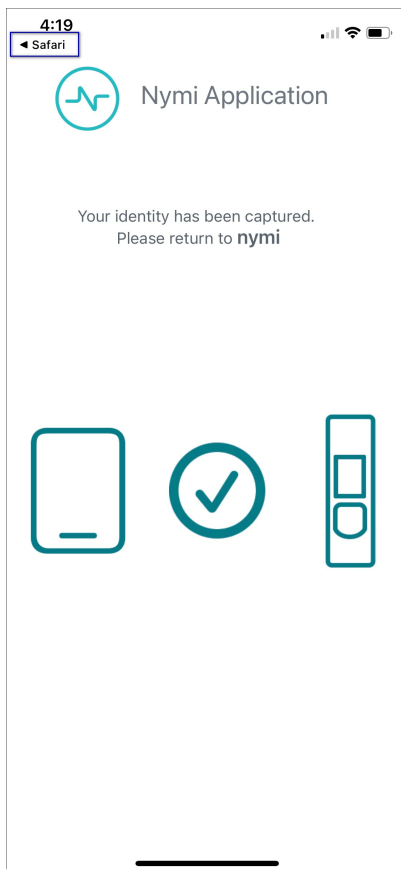 4:19
◀ Safari
Nymi Application
Your identity has been captured.
Please return to nymi